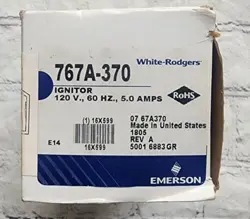 White-Rodgers
767A-370
RoHS
IGNITOR
120 V., 60 HZ., 5.0 AMPS
(1) 16X599
07 67A370
Made in United States
1805
REV A
E14
16X599
5001 6883GR
EMERSON